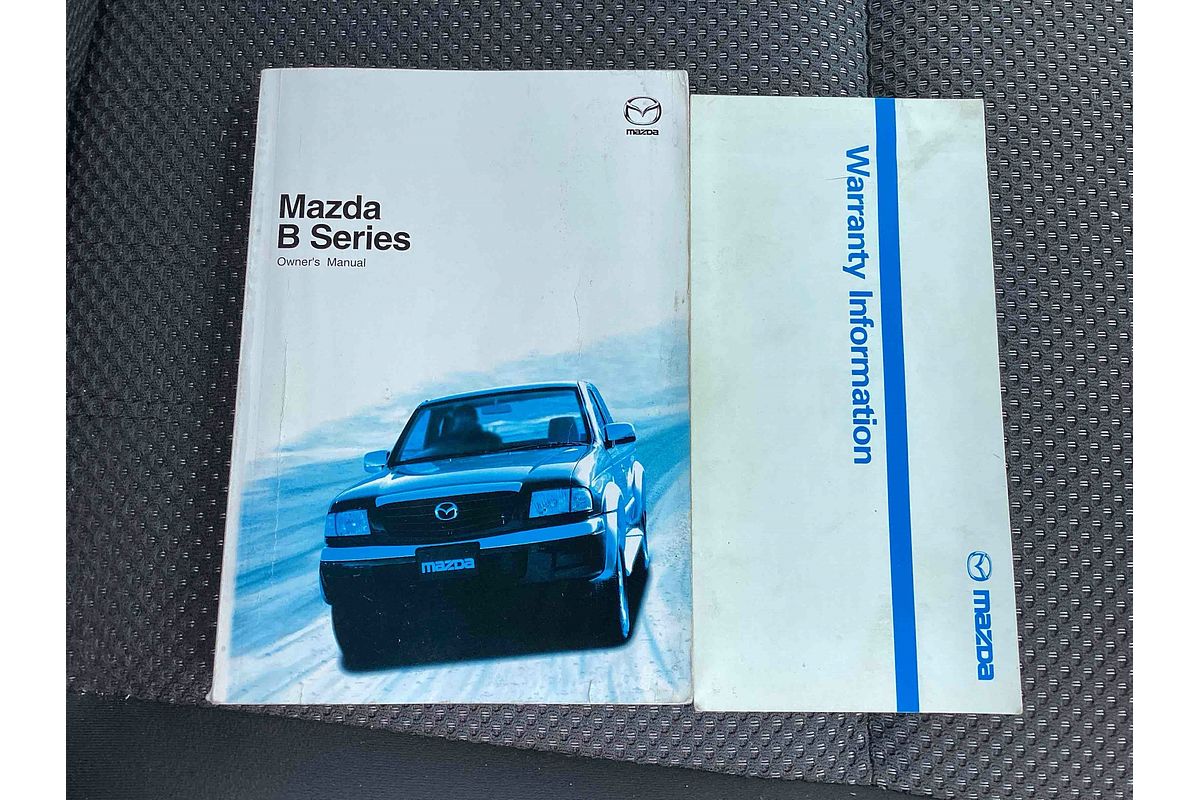 mazda
Mazda
B Series
Owner's Manual
mazda
Warranty Information
mazda